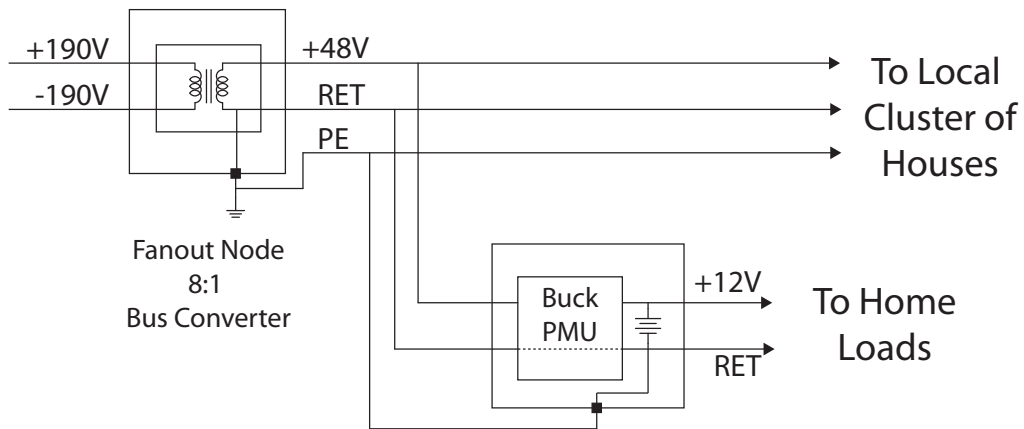 +190V
-190V
+48V
RET
PE
To Local
Cluster of
Houses
Fanout Node
8:1
Bus Converter
Buck
PMU
+12V
RET
To Home
Loads